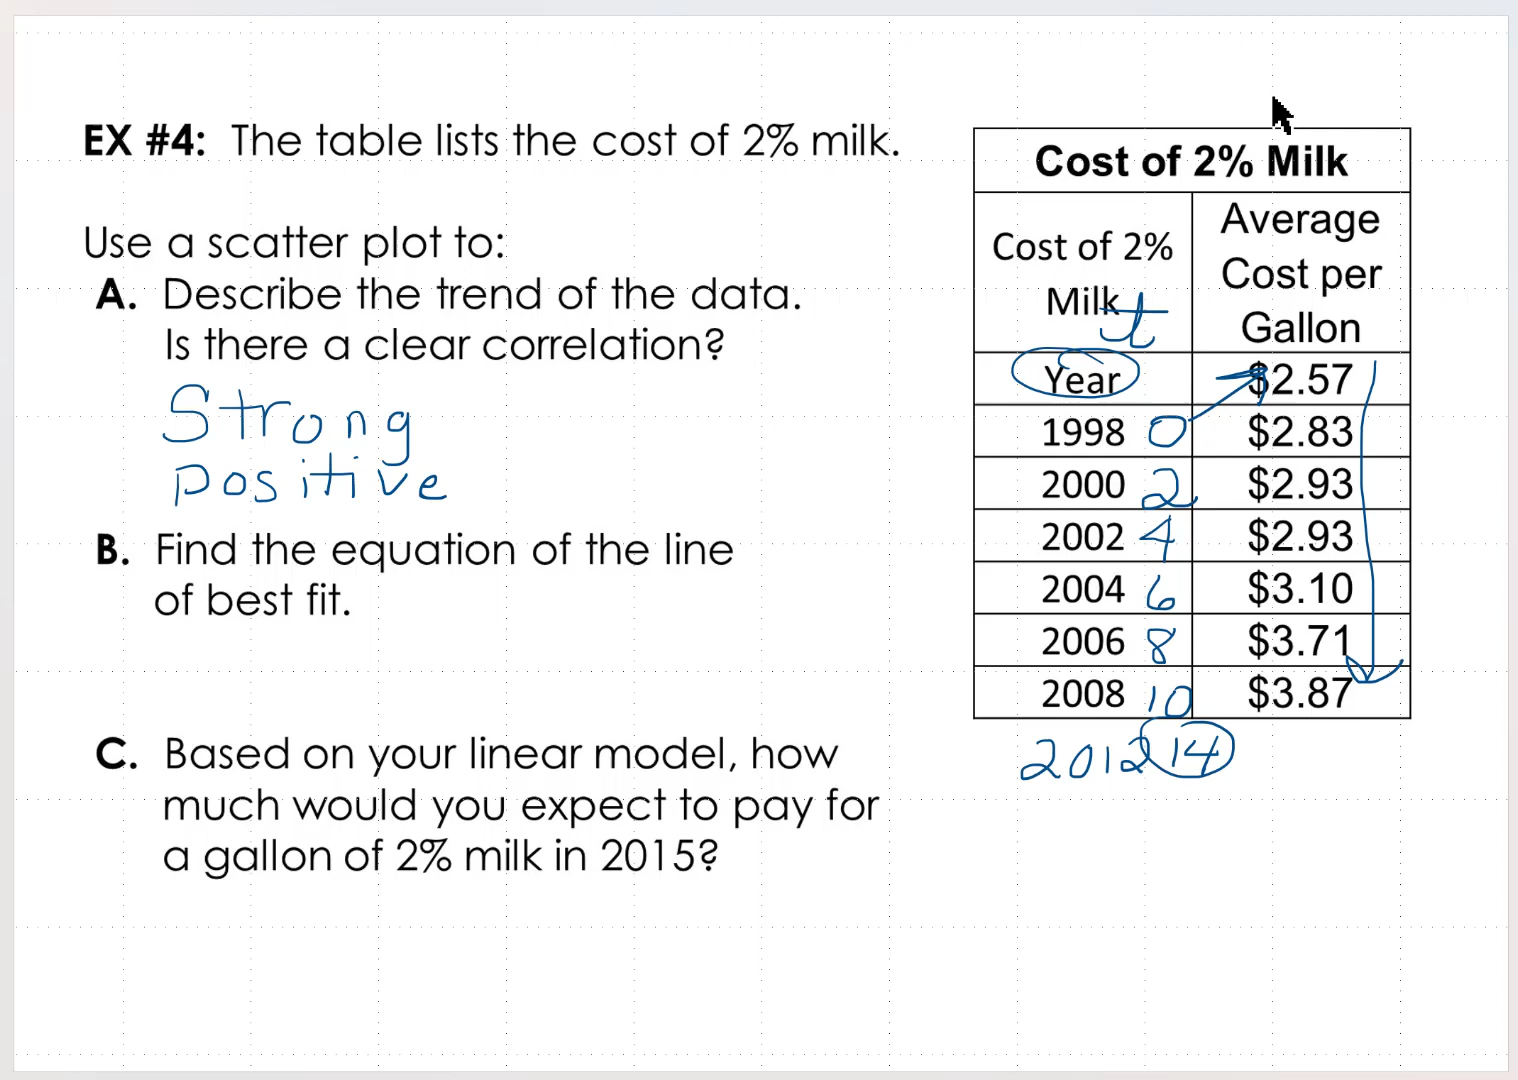 EX #4: The table lists the cost of 2% milk.
Use a scatter plot to:
A. Describe the trend of the data.
Is there a clear correlation?
Strong
positive
B. Find the equation of the line
of best fit.
C. Based on your linear model, how
much would you expect to pay for
a gallon of 2% milk in 2015?
Cost of 2% Milk
Cost of 2%
Milk t
Average
Cost per
Gallon
Year $2.57
1998 0 $2.83
2000 2 $2.93
2002 4 $2.93
2004 6 $3.10
2006 8 $3.71
2008 10 $3.87
2012 14